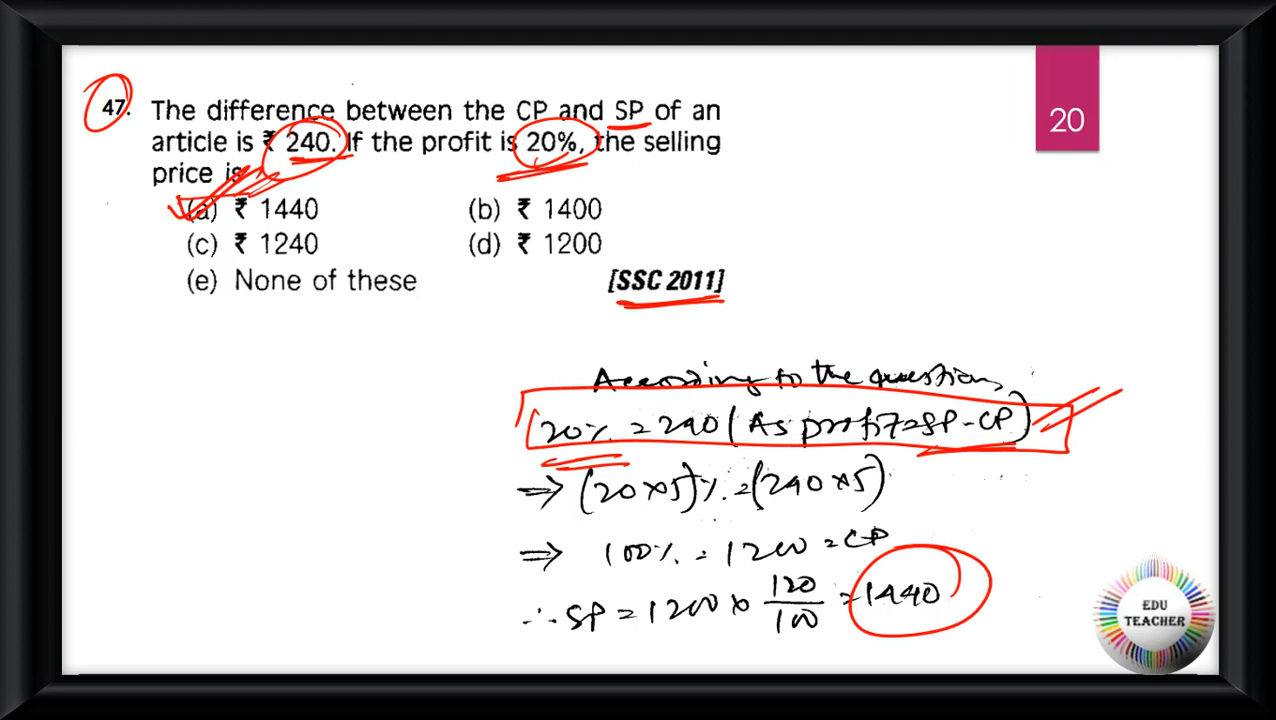 47. The difference between the CP and SP of an
article is ₹ 240. If the profit is 20%, the selling
price is
(a) ₹ 1440 (b) ₹ 1400
(c) ₹ 1240 (d) ₹ 1200
(e) None of these [SSC 2011]
20
According to the question,
20% = 240 (As profit = SP - CP)
⇒ (20×5)% = (240×5)
⇒ 100% = 1200 = CP
∴ SP = 1200 × 120/100 = 1440
EDU
TEACHER